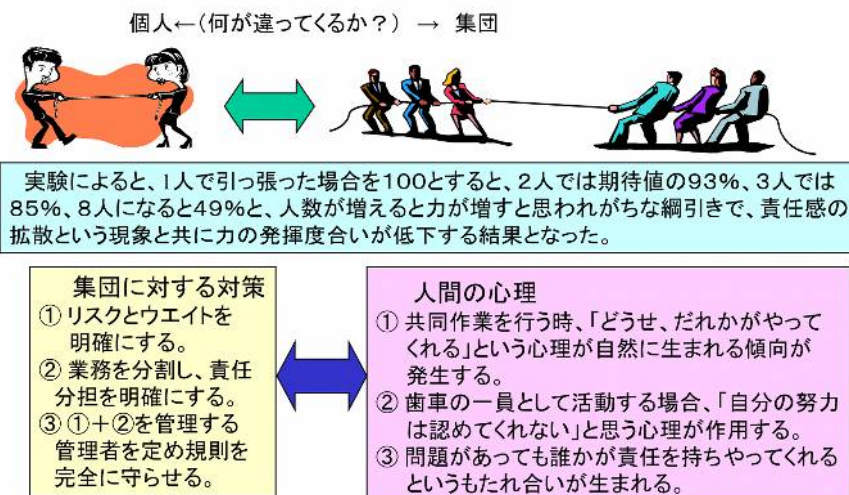 個人←(何が違ってくるか?) → 集団
実験によると、1人で引っ張った場合を100とすると、2人では期待値の93%、3人では
85%、8人になると49%と、人数が増えると力が増すと思われがちな綱引きで、責任感の
拡散という現象と共に力の発揮度合いが低下する結果となった。
集団に対する対策
① リスクとウエイトを
明確にする。
② 業務を分割し、責任
分担を明確にする。
③ ①+②を管理する
管理者を定め規則を
完全に守らせる。
人間の心理
① 共同作業を行う時、「どうせ、だれかがやって
くれる」という心理が自然に生まれる傾向が
発生する。
② 歯車の一員として活動する場合、「自分の努力
は認めてくれない」と思う心理が作用する。
③ 問題があっても誰かが責任を持ちやってくれる
というもたれ合いが生まれる。